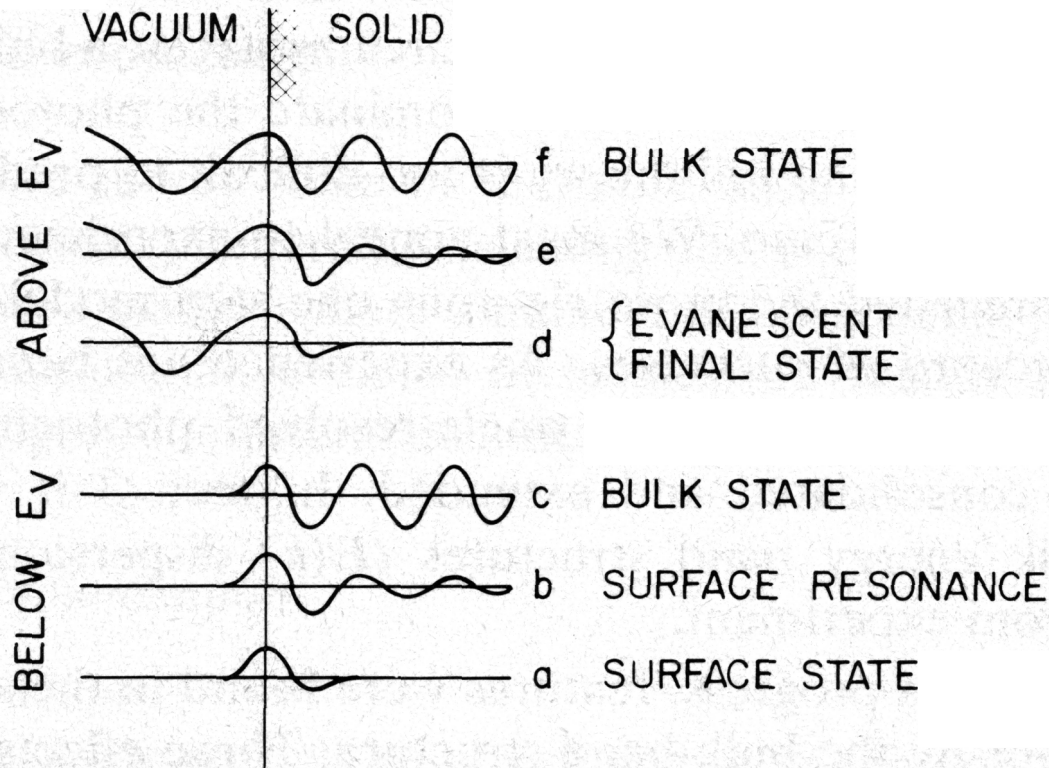 VACUUM SOLID
ABOVE Ev
f BULK STATE
e
d { EVANESCENT
FINAL STATE
BELOW Ev
c BULK STATE
b SURFACE RESONANCE
a SURFACE STATE